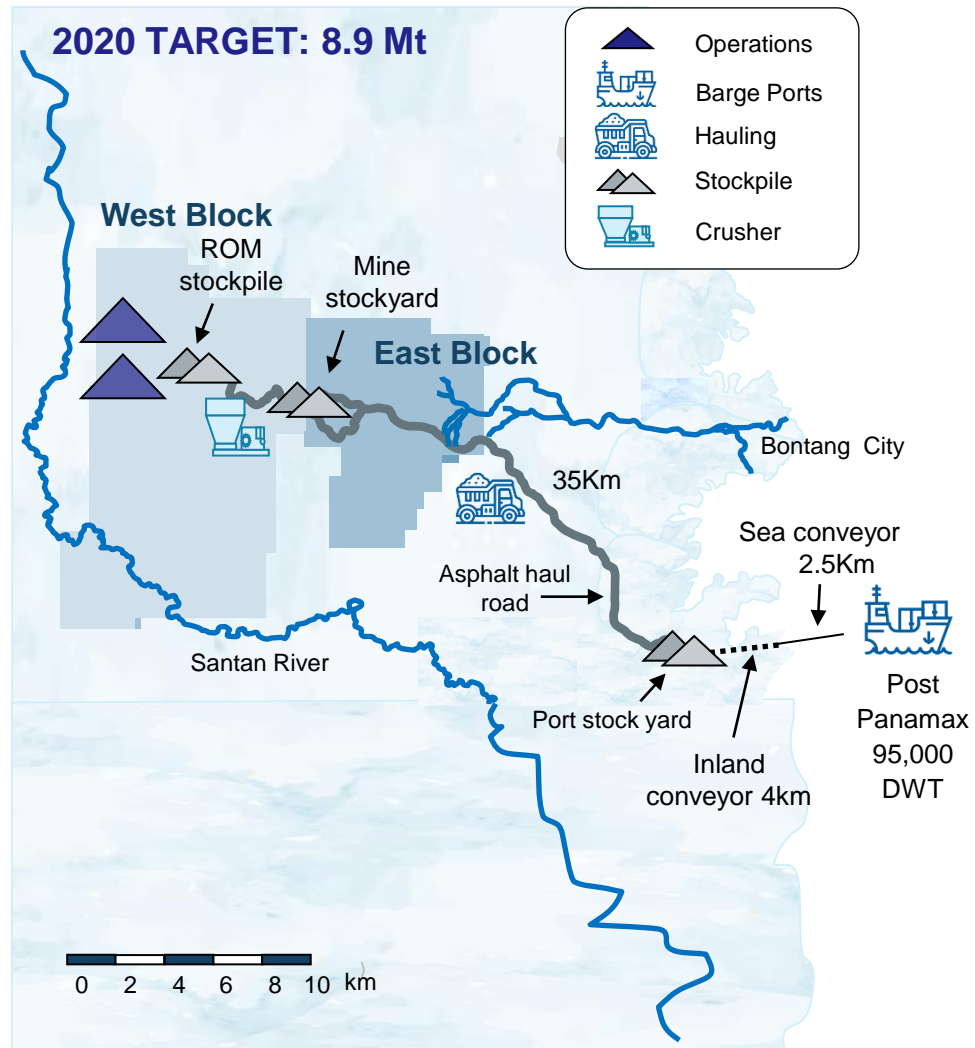 2020 TARGET: 8.9 Mt
Operations
Barge Ports
Hauling
Stockpile
Crusher
West Block
ROM
stockpile
Mine
stockyard
East Block
Bontang City
35Km
Sea conveyor
2.5Km
Asphalt haul
road
Santan River
Port stock yard
Inland
conveyor 4km
Post
Panamax
95,000
DWT
0 2 4 6 8 10 km